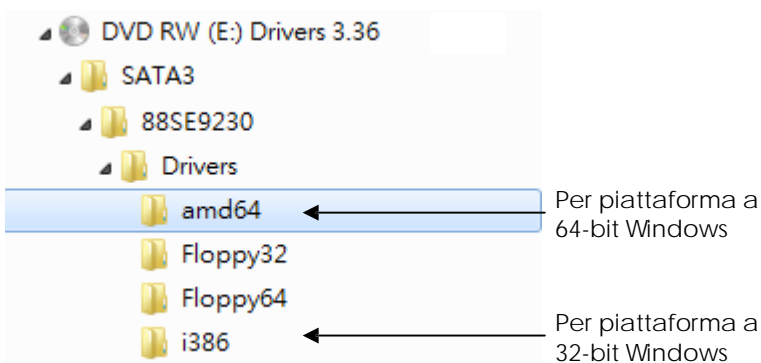 DVD RW (E:) Drivers 3.36
SATA3
88SE9230
Drivers
amd64
Per piattaforma a
64-bit Windows
Floppy32
Floppy64
i386
Per piattaforma a
32-bit Windows